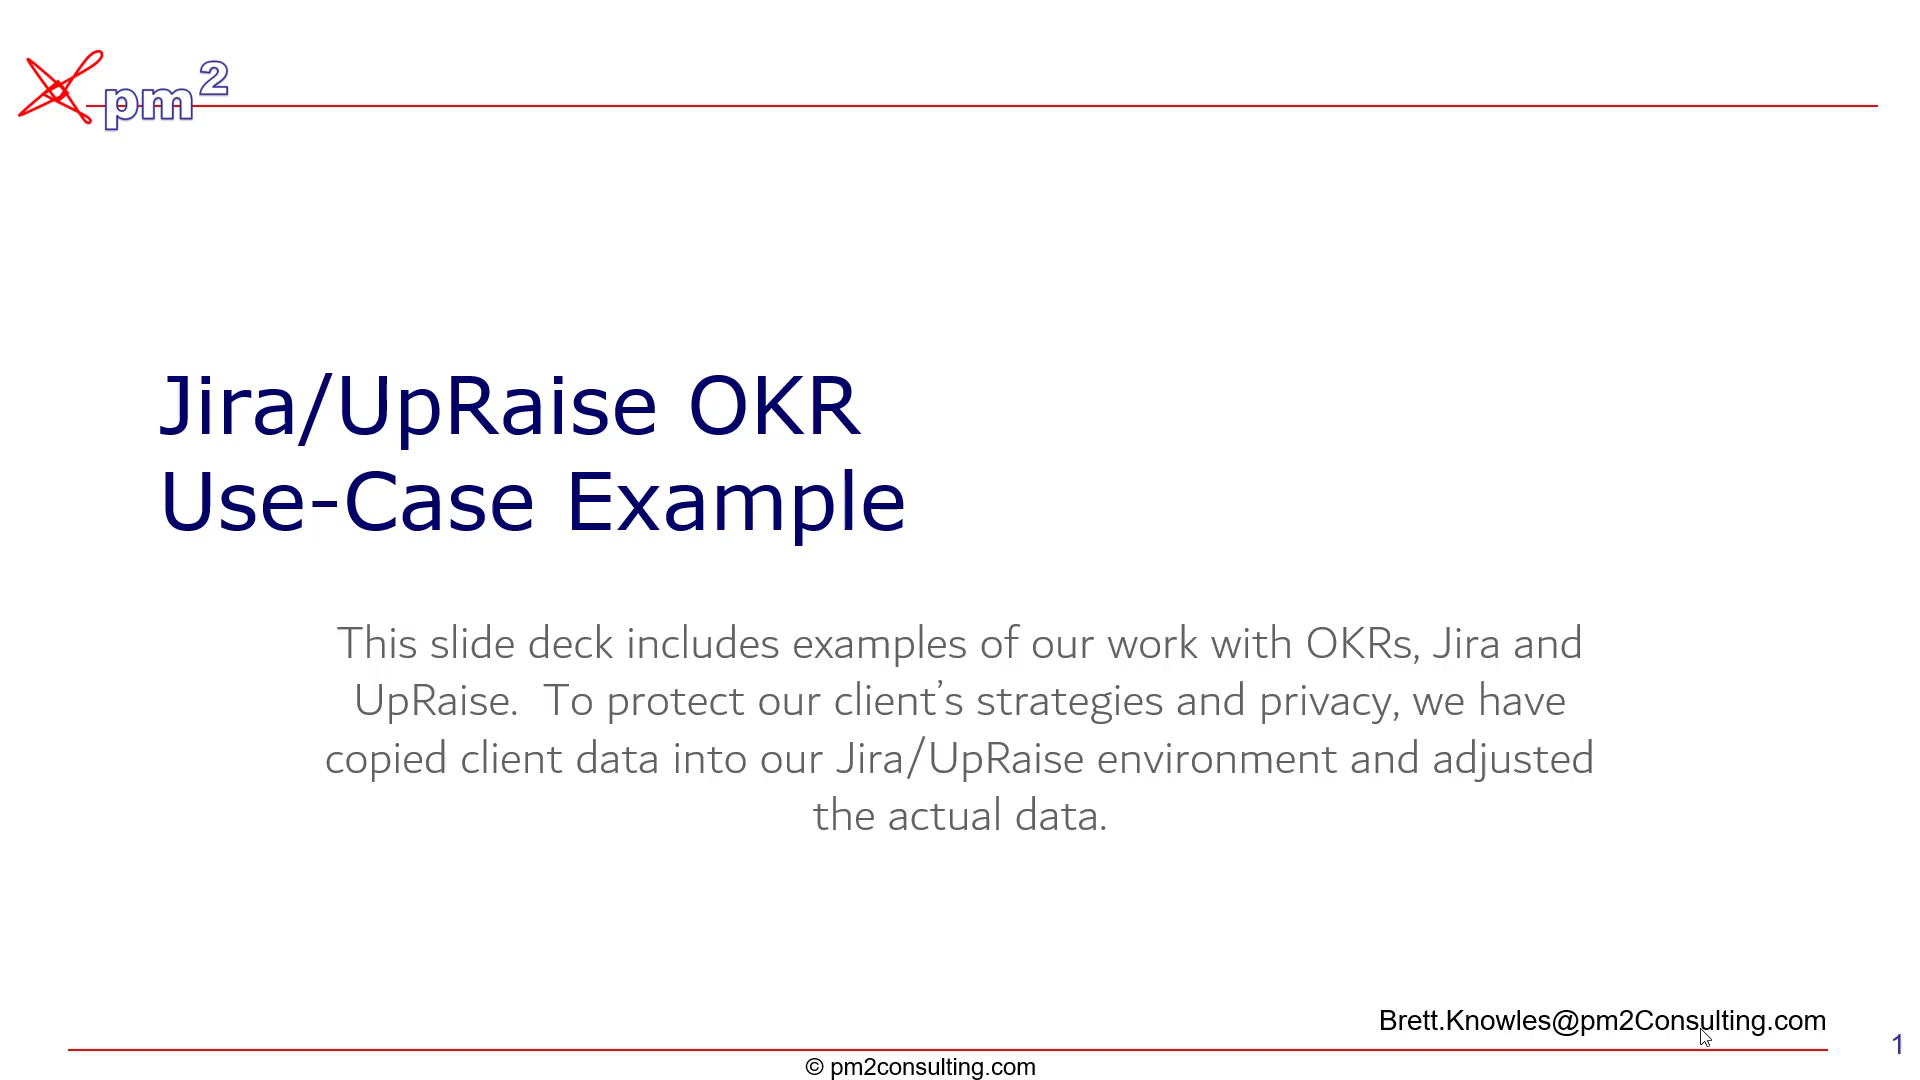 pm2
Jira/UpRaise OKR
Use-Case Example
This slide deck includes examples of our work with OKRs, Jira and
UpRaise.  To protect our client’s strategies and privacy, we have
copied client data into our Jira/UpRaise environment and adjusted
the actual data.
Brett.Knowles@pm2Consulting.com
1
© pm2consulting.com